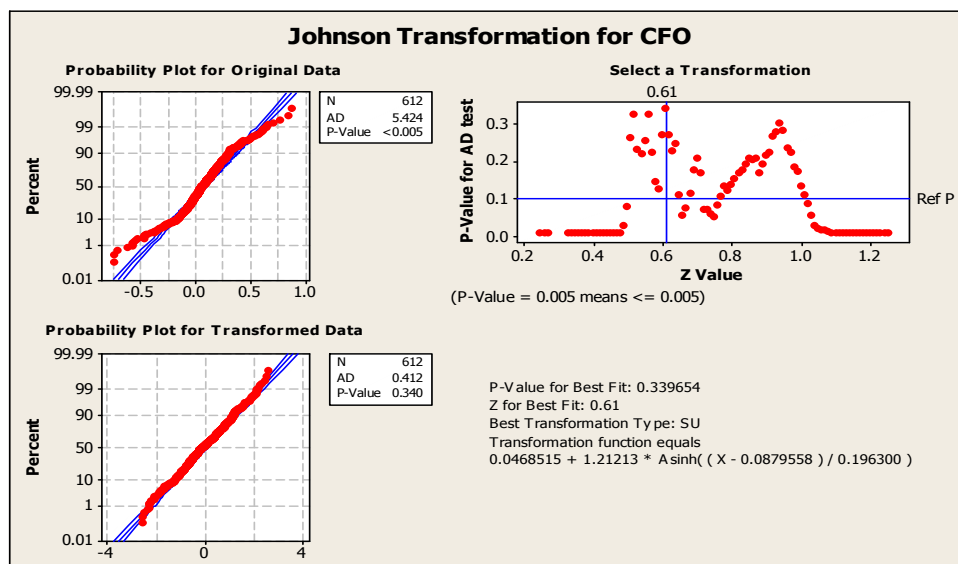 Johnson Transformation for CFO
Probability Plot for Original Data
99.99
99
90
50
10
1
0.01
Percent
-0.5
0.0
0.5
1.0
N 612
AD 5.424
P-Value <0.005
Select a Transformation
0.61
P-Value for AD test
0.3
0.2
0.1
0.0
Ref P
0.2
0.4
0.6
0.8
1.0
1.2
Z Value
(P-Value = 0.005 means <= 0.005)
Probability Plot for Transformed Data
99.99
99
90
50
10
1
0.01
Percent
-4
0
4
N 612
AD 0.412
P-Value 0.340
P-Value for Best Fit: 0.339654
Z for Best Fit: 0.61
Best Transformation Type: SU
Transformation function equals
0.0468515 + 1.21213 * Asinh( ( X - 0.0879558 ) / 0.196300 )